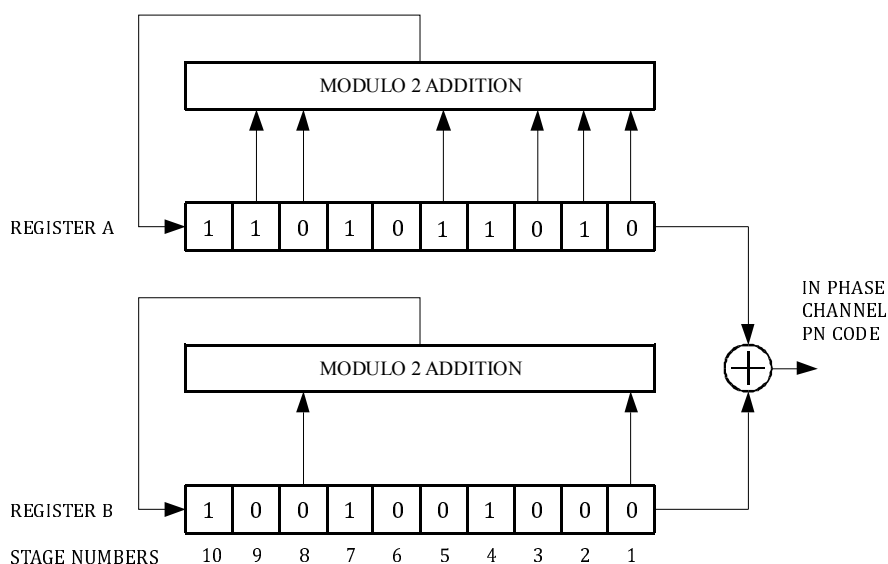 MODULO 2 ADDITION
REGISTER A
1 1 0 1 0 1 1 0 1 0
IN PHASE
CHANNEL
PN CODE
MODULO 2 ADDITION
REGISTER B
1 0 0 1 0 0 1 0 0 0
STAGE NUMBERS
10 9 8 7 6 5 4 3 2 1